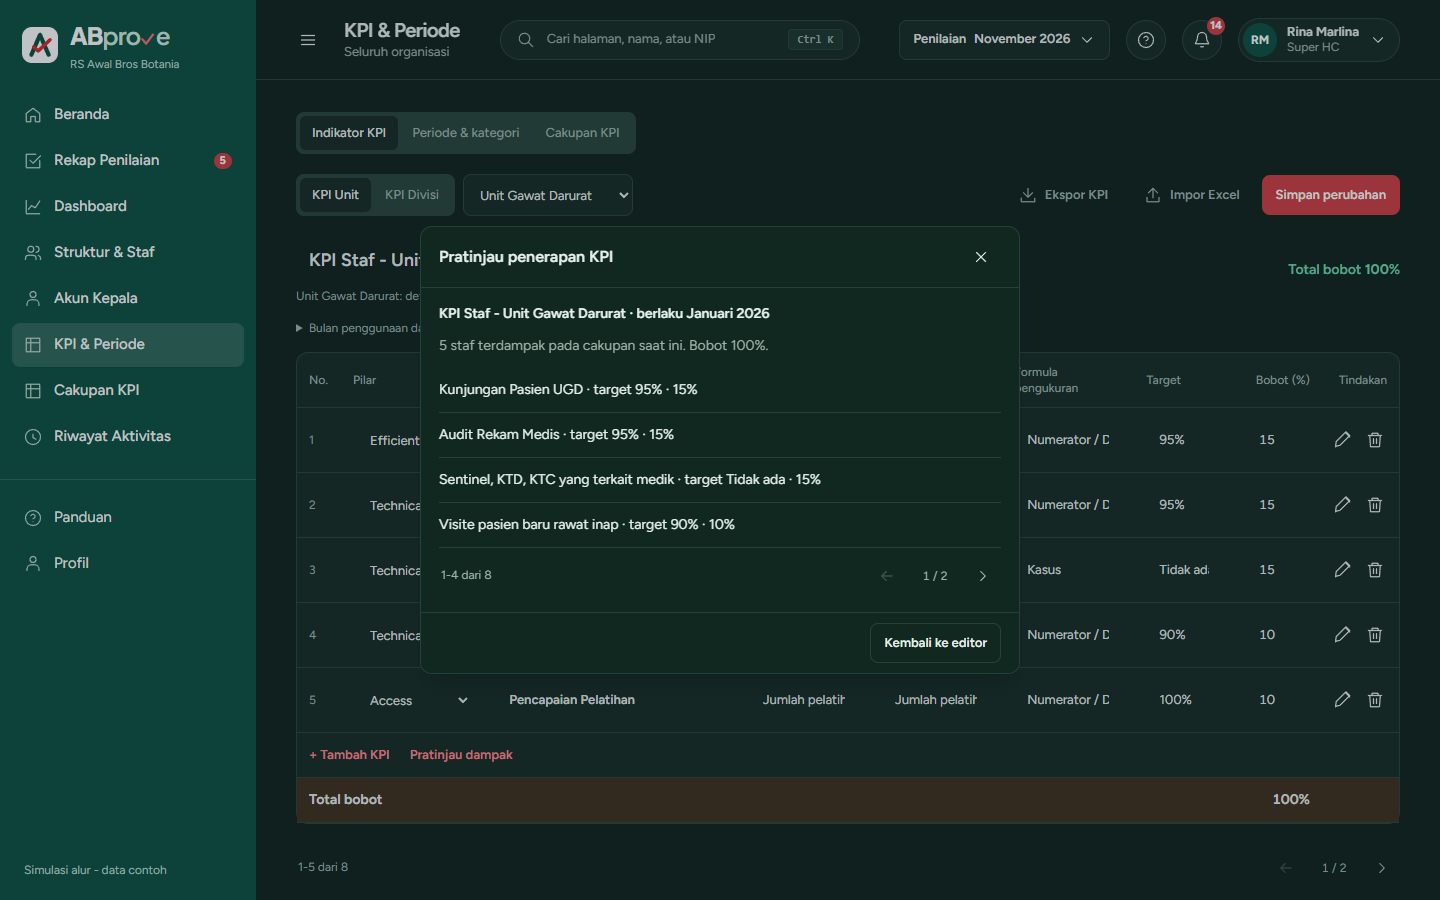 ABprove
RS Awal Bros Botania
Beranda
Rekap Penilaian 5
Dashboard
Struktur & Staf
Akun Kepala
KPI & Periode
Cakupan KPI
Riwayat Aktivitas
Panduan
Profil
Simulasi alur - data contoh
KPI & Periode
Seluruh organisasi
Cari halaman, nama, atau NIP Ctrl K
Penilaian November 2026
14
RM
Rina Marlina
Super HC
Indikator KPI Periode & kategori Cakupan KPI
KPI Unit KPI Divisi Unit Gawat Darurat Ekspor KPI Impor Excel Simpan perubahan
KPI Staf - Uni
Total bobot 100%
Unit Gawat Darurat: de
Bulan penggunaan da
Pratinjau penerapan KPI
KPI Staf - Unit Gawat Darurat · berlaku Januari 2026
5 staf terdampak pada cakupan saat ini. Bobot 100%.
Kunjungan Pasien UGD · target 95% · 15%
Audit Rekam Medis · target 95% · 15%
Sentinel, KTD, KTC yang terkait medik · target Tidak ada · 15%
Visite pasien baru rawat inap · target 90% · 10%
1-4 dari 8 1 / 2
Kembali ke editor
No. Pilar Formula pengukuran Target Bobot (%) Tindakan
1 Efficient Numerator / D 95% 15
2 Technica Numerator / D 95% 15
3 Technica Kasus Tidak ada 15
4 Technica Numerator / D 90% 10
5 Access Pencapaian Pelatihan Jumlah pelatih Jumlah pelatih Numerator / D 100% 10
+ Tambah KPI Pratinjau dampak
Total bobot 100%
1-5 dari 8 1 / 2